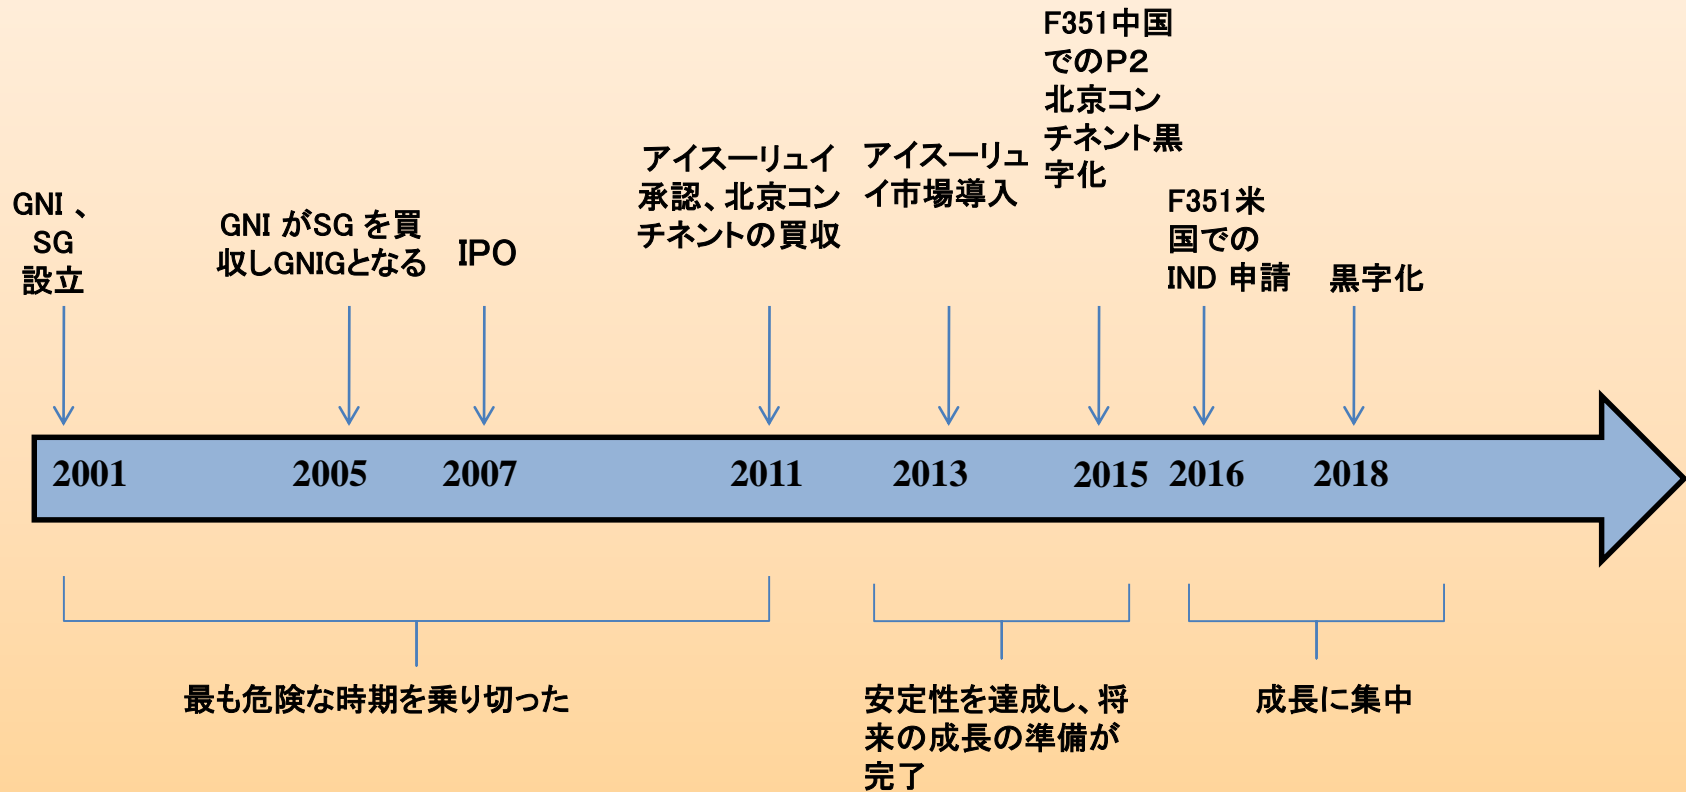 GNI 、
SG
設立
GNI がSG を買
収しGNIGとなる
IPO
アイスーリュイ
承認、北京コン
チネントの買収
アイスーリュ
イ市場導入
F351中国
でのP2
北京コン
チネント黒
字化
F351米
国での
IND 申請
黒字化
2001
2005
2007
2011
2013
2015
2016
2018
最も危険な時期を乗り切った
安定性を達成し、将
来の成長の準備が
完了
成長に集中